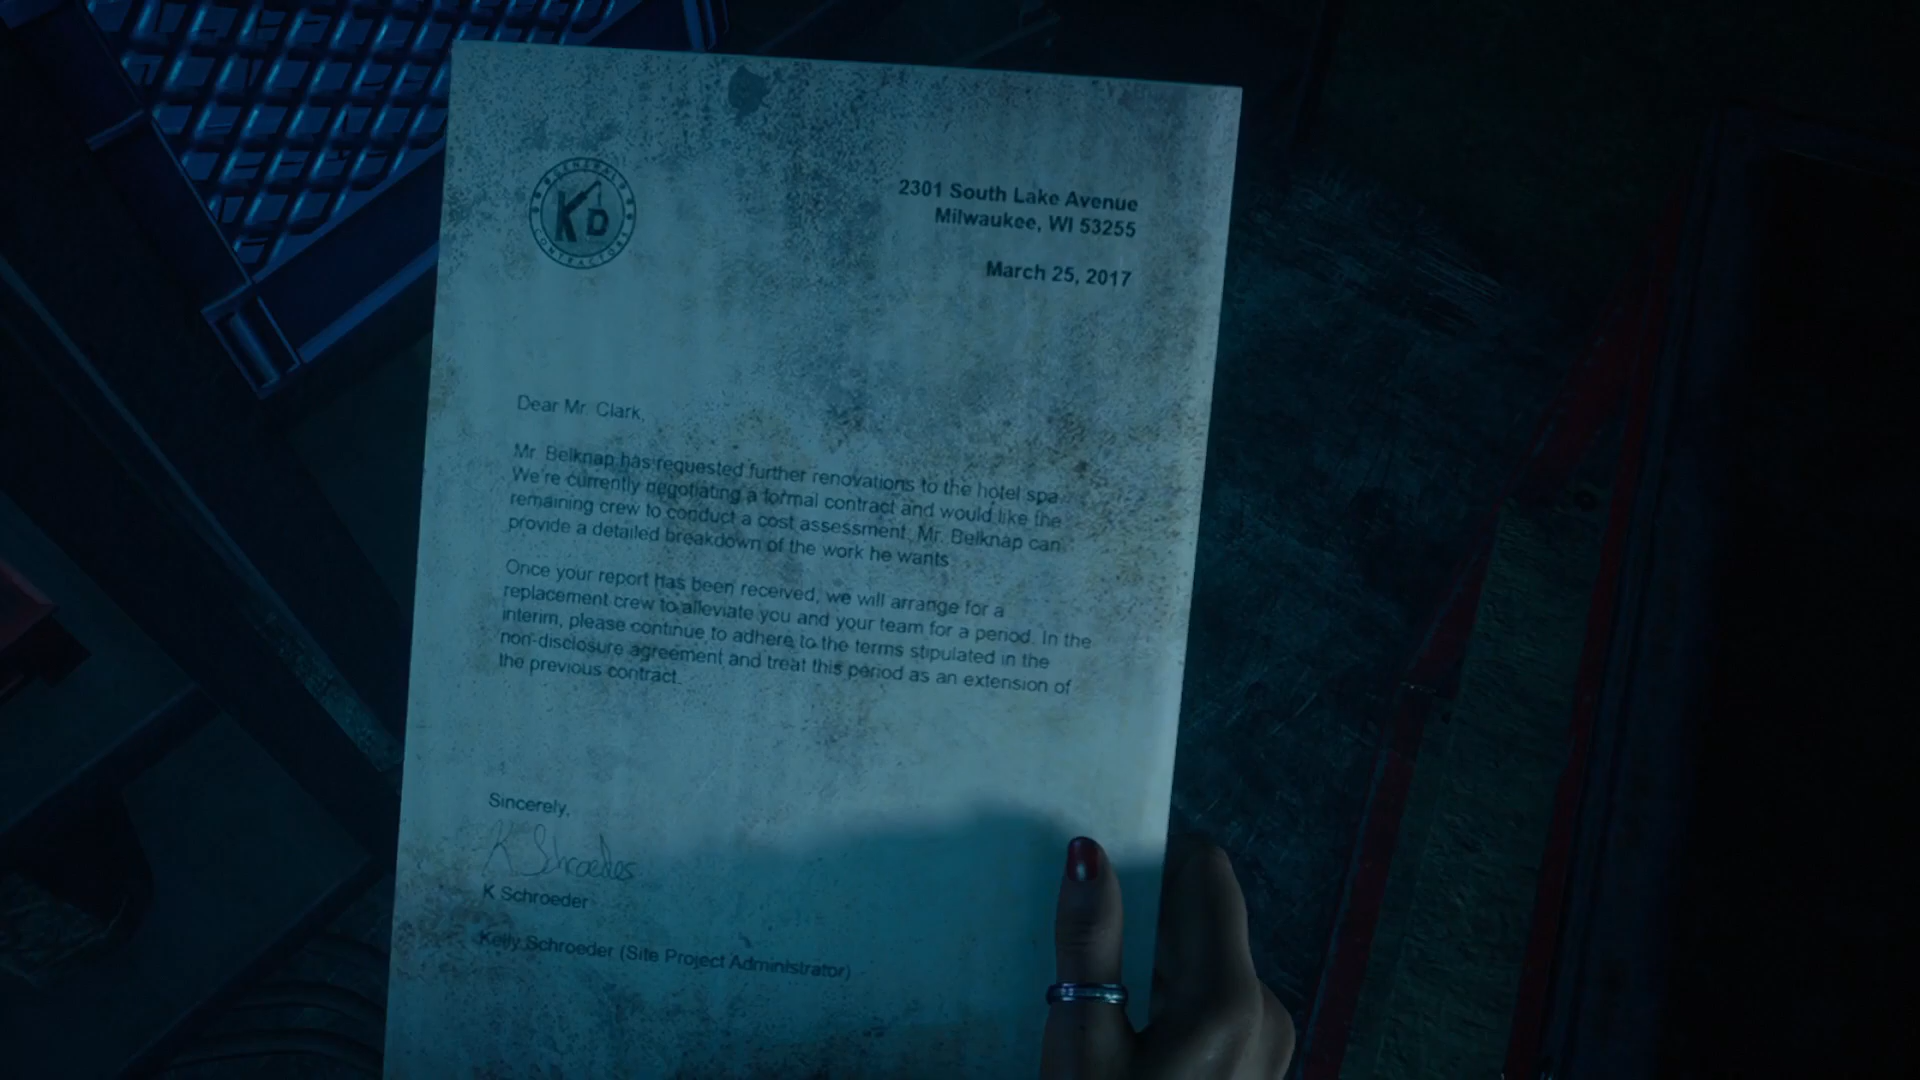 GENERAL
KD
CONTRACTORS
2301 South Lake Avenue
Milwaukee, WI 53255
March 25, 2017
Dear Mr. Clark,
Mr. Belknap has requested further renovations to the hotel spa.
We're currently negotiating a formal contract and would like the
remaining crew to conduct a cost assessment. Mr. Belknap can
provide a detailed breakdown of the work he wants.
Once your report has been received, we will arrange for a
replacement crew to alleviate you and your team for a period. In the
interim, please continue to adhere to the terms stipulated in the
non-disclosure agreement and treat this period as an extension of
the previous contract.
Sincerely,
K Schroeder
K Schroeder
Kelly Schroeder (Site Project Administrator)